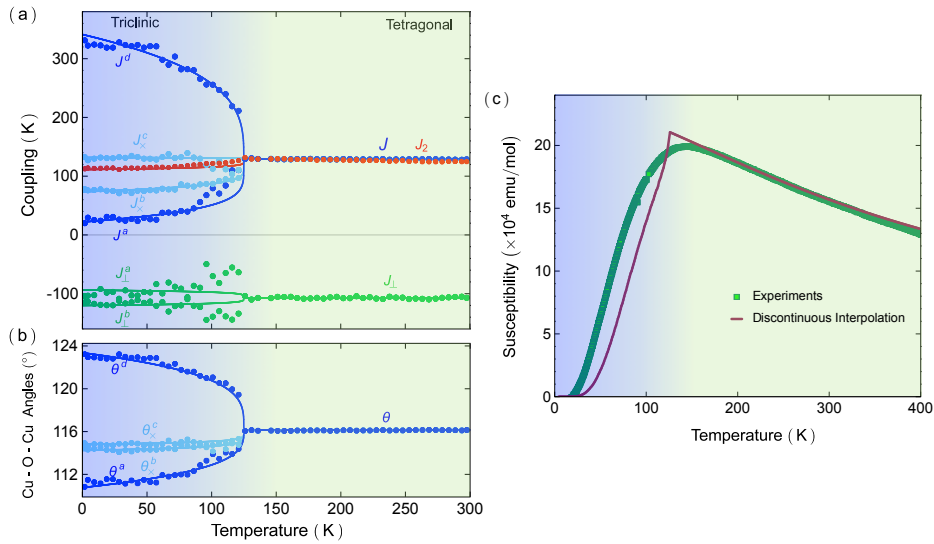 (a)
Triclinic
Tetragonal
300
200
100
0
-100
Coupling (K)
J^d
J_×^c
J_×^b
J^a
J
J_2
J_⊥^a
J_⊥^b
J_⊥
(b)
124
120
116
112
Cu - O - Cu Angles (°)
θ^d
θ_×^c
θ_×^b
θ^a
θ
0 50 100 150 200 250 300
Temperature (K)
(c)
20
15
10
5
0
Susceptibility (×10^4 emu/mol)
Experiments
Discontinuous Interpolation
0 100 200 300 400
Temperature (K)